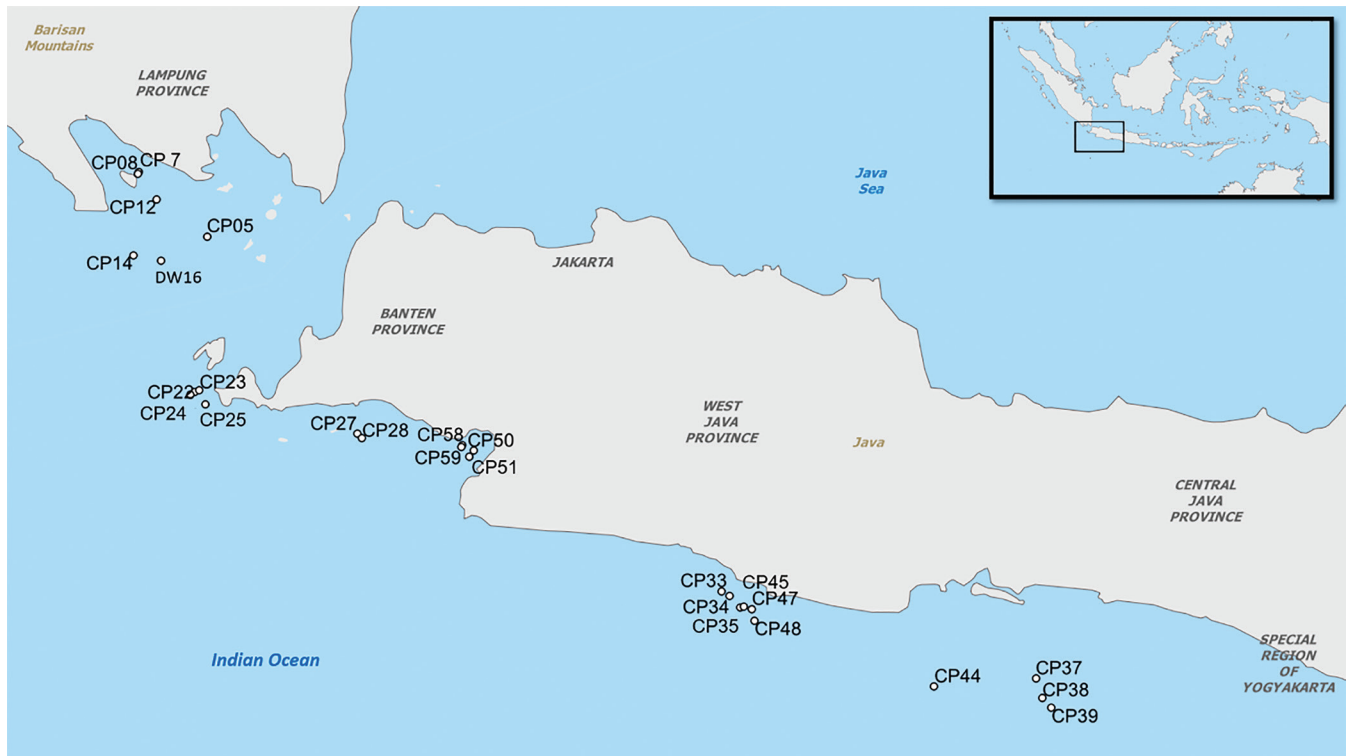 Barisan
Mountains
LAMPUNG
PROVINCE
CP08 CP 7
CP12
CP05
CP14
DW16
Java
Sea
JAKARTA
BANTEN
PROVINCE
CP23
CP22
CP24
CP25
CP27
CP28
CP58
CP50
CP59
CP51
WEST
JAVA
PROVINCE
Java
CENTRAL
JAVA
PROVINCE
CP33
CP45
CP34
CP47
CP35
CP48
Indian Ocean
CP44
CP37
CP38
CP39
SPECIAL
REGION
OF
YOGYAKARTA